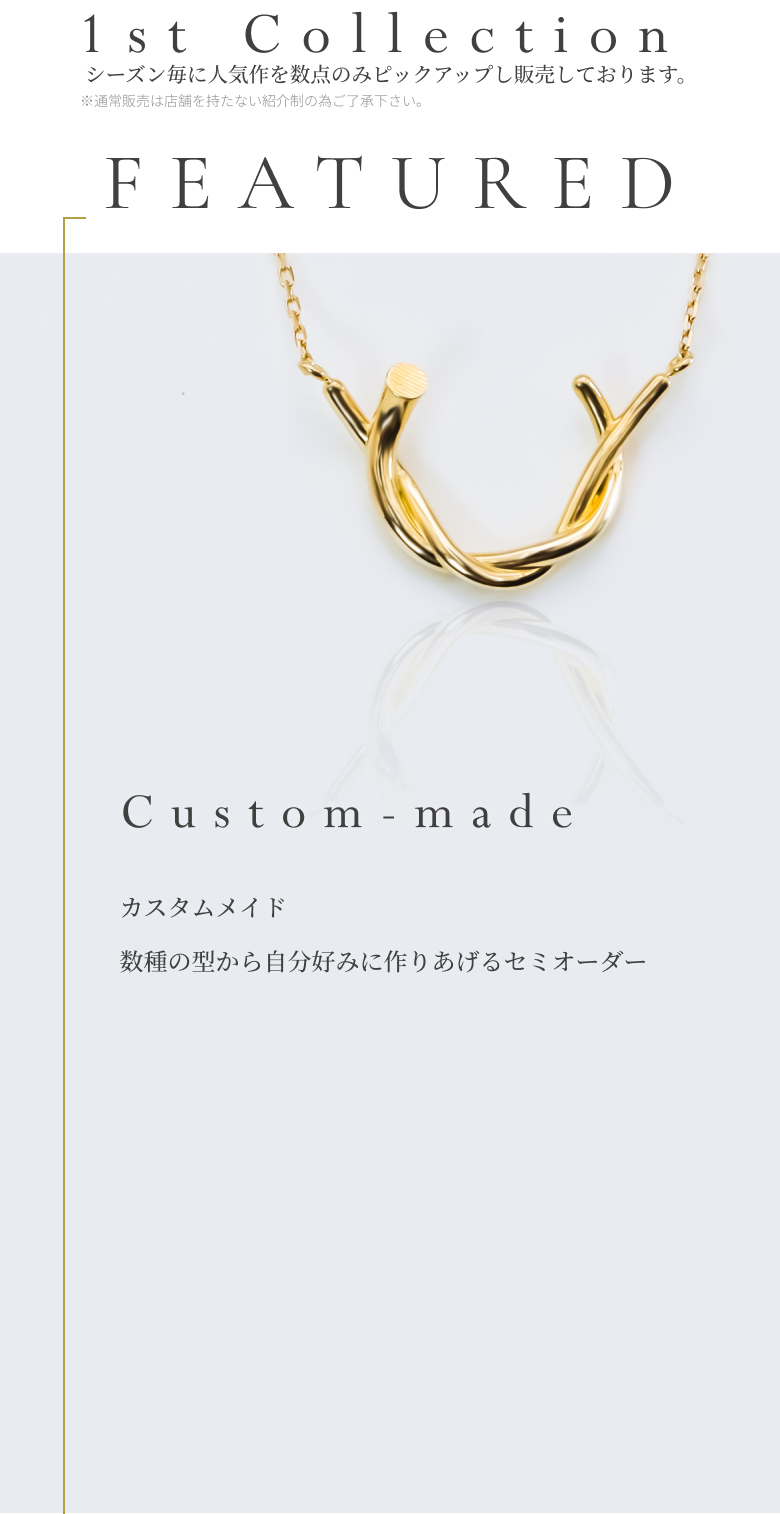 1st Collection
シーズン毎に人気作を数点のみピックアップし販売しております。
※通常販売は店舗を持たない紹介制の為ご了承下さい。
FEATURED
Custom-made
カスタムメイド
数種の型から自分好みに作りあげるセミオーダー